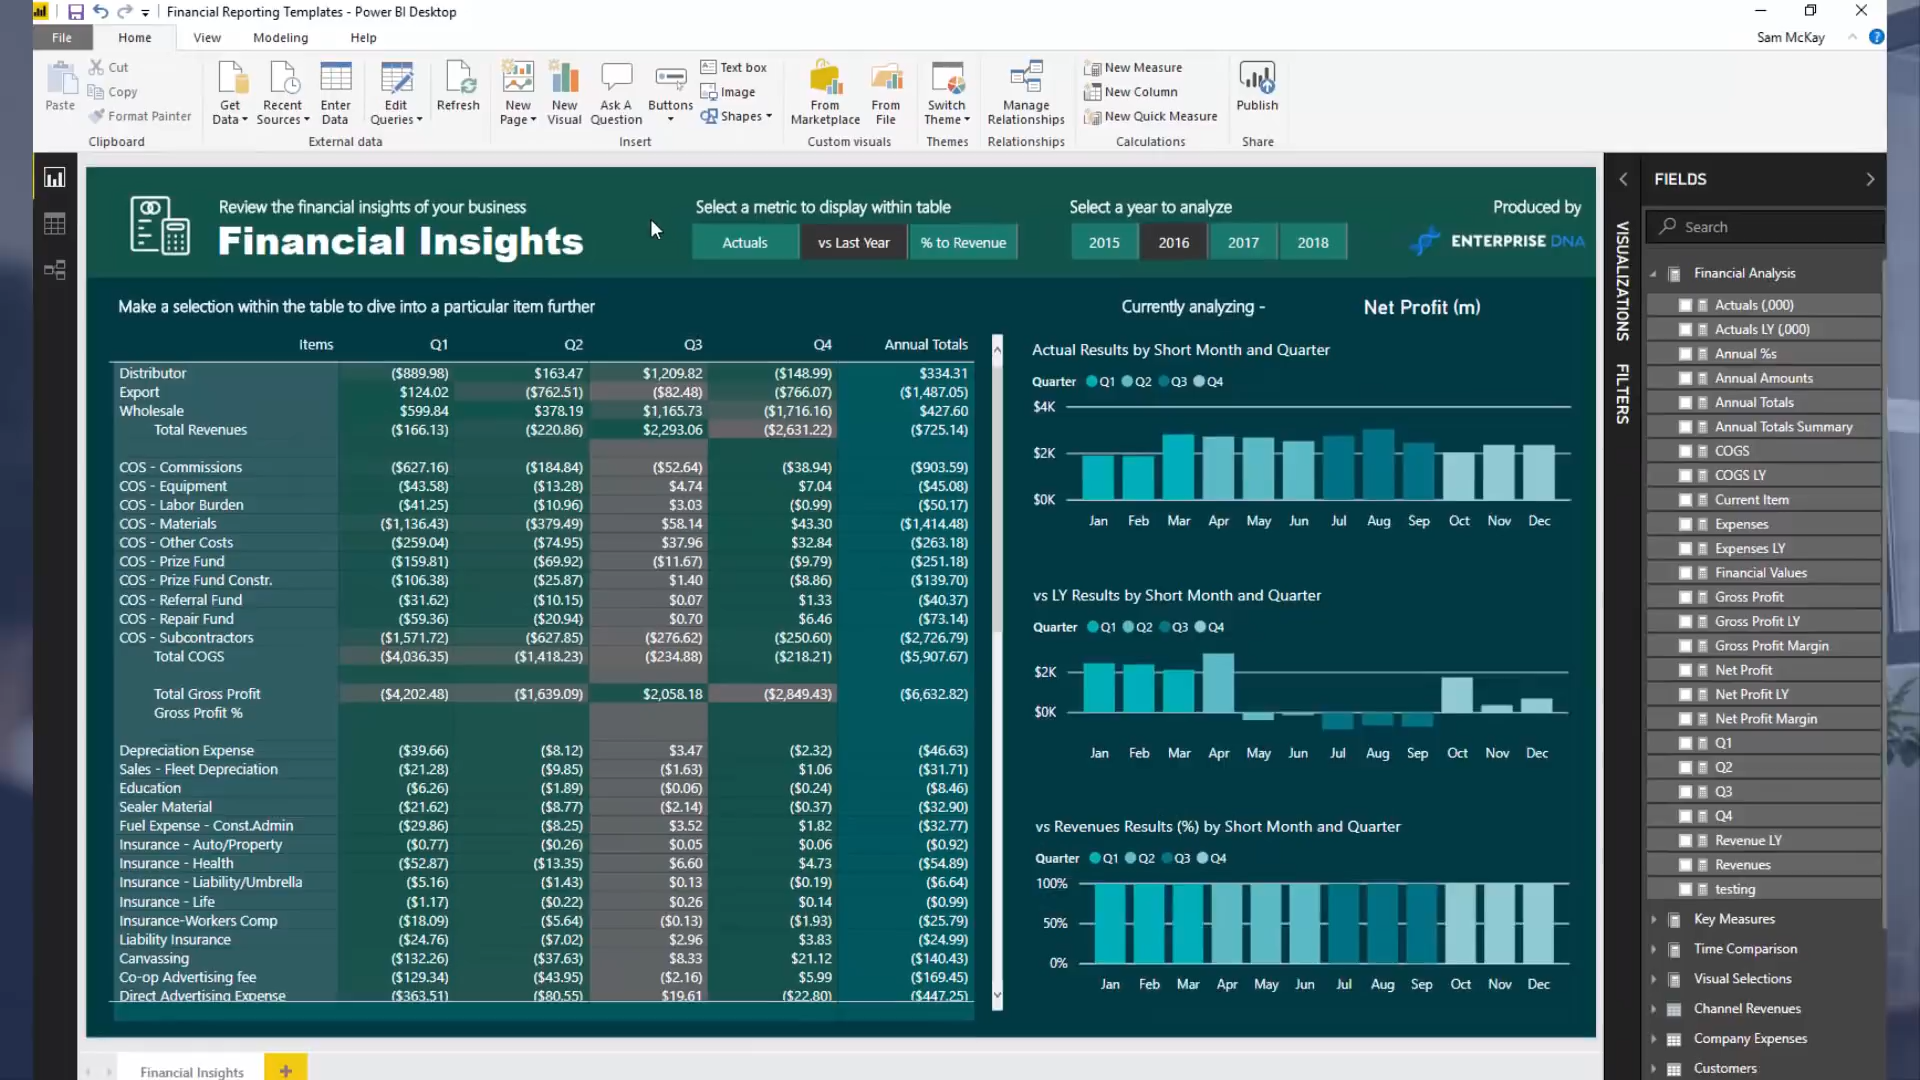 Financial Reporting Templates - Power BI Desktop
File Home View Modeling Help Sam McKay ?
Paste
Cut
Copy
Format Painter
Clipboard
Get Data
Recent Sources
Enter Data
Edit Queries
Refresh
External data
New Page
New Visual
Ask A Question
Buttons
Text box
Image
Shapes
Insert
From Marketplace
From File
Custom visuals
Switch Theme
Themes
Manage Relationships
Relationships
New Measure
New Column
New Quick Measure
Calculations
Publish
Share
Review the financial insights of your business
Financial Insights
Select a metric to display within table
Actuals vs Last Year % to Revenue
Select a year to analyze
2015 2016 2017 2018
Produced by
ENTERPRISE DNA
Make a selection within the table to dive into a particular item further
Items Q1 Q2 Q3 Q4 Annual Totals
Distributor ($889.98) $163.47 $1,209.82 ($148.99) $334.31
Export $124.02 ($762.51) ($82.48) ($766.07) ($1,487.05)
Wholesale $599.84 $378.19 $1,165.73 ($1,716.16) $427.60
Total Revenues ($166.13) ($220.86) $2,293.06 ($2,631.22) ($725.14)
COS - Commissions ($627.16) ($184.84) ($52.64) ($38.94) ($903.59)
COS - Equipment ($43.58) ($13.28) $4.74 $7.04 ($45.08)
COS - Labor Burden ($41.25) ($10.96) $3.03 ($0.99) ($50.17)
COS - Materials ($1,136.43) ($379.49) $58.14 $43.30 ($1,414.48)
COS - Other Costs ($259.04) ($74.95) $37.96 $32.84 ($263.18)
COS - Prize Fund ($159.81) ($69.92) ($11.67) ($9.79) ($251.18)
COS - Prize Fund Constr. ($106.38) ($25.87) $1.40 ($8.86) ($139.70)
COS - Referral Fund ($31.62) ($10.15) $0.07 $1.33 ($40.37)
COS - Repair Fund ($59.36) ($20.94) $0.70 $6.46 ($73.14)
COS - Subcontractors ($1,571.72) ($627.85) ($276.62) ($250.60) ($2,726.79)
Total COGS ($4,036.35) ($1,418.23) ($234.88) ($218.21) ($5,907.67)
Total Gross Profit ($4,202.48) ($1,639.09) $2,058.18 ($2,849.43) ($6,632.82)
Gross Profit %
Depreciation Expense ($39.66) ($8.12) $3.47 ($2.32) ($46.63)
Sales - Fleet Depreciation ($21.28) ($9.85) ($1.63) $1.06 ($31.71)
Education ($6.26) ($1.89) ($0.06) ($0.24) ($8.46)
Sealer Material ($21.62) ($8.77) ($2.14) ($0.37) ($32.90)
Fuel Expense - Const.Admin ($29.86) ($8.25) $3.52 $1.82 ($32.77)
Insurance - Auto/Property ($0.77) ($0.26) $0.05 $0.06 ($0.92)
Insurance - Health ($52.87) ($13.35) $6.60 $4.73 ($54.89)
Insurance - Liability/Umbrella ($5.16) ($1.43) $0.13 ($0.19) ($6.64)
Insurance - Life ($1.17) ($0.22) $0.26 $0.14 ($0.99)
Insurance-Workers Comp ($18.09) ($5.64) ($0.13) ($1.93) ($25.79)
Liability Insurance ($24.76) ($7.02) $2.96 $3.83 ($24.99)
Canvassing ($132.26) ($37.63) $8.33 $21.12 ($140.43)
Co-op Advertising fee ($129.34) ($43.95) ($2.16) $5.99 ($169.45)
Direct Advertising Expense ($363.51) ($80.55) $19.61 ($22.80) ($447.25)
Currently analyzing - Net Profit (m)
Actual Results by Short Month and Quarter
Quarter Q1 Q2 Q3 Q4
$4K
$2K
$0K
Jan Feb Mar Apr May Jun Jul Aug Sep Oct Nov Dec
vs LY Results by Short Month and Quarter
Quarter Q1 Q2 Q3 Q4
$2K
$0K
Jan Feb Mar Apr May Jun Jul Aug Sep Oct Nov Dec
vs Revenues Results (%) by Short Month and Quarter
Quarter Q1 Q2 Q3 Q4
100%
50%
0%
Jan Feb Mar Apr May Jun Jul Aug Sep Oct Nov Dec
VISUALIZATIONS
FILTERS
FIELDS
Search
Financial Analysis
Actuals (,000)
Actuals LY (,000)
Annual %s
Annual Amounts
Annual Totals
Annual Totals Summary
COGS
COGS LY
Current Item
Expenses
Expenses LY
Financial Values
Gross Profit
Gross Profit LY
Gross Profit Margin
Net Profit
Net Profit LY
Net Profit Margin
Q1
Q2
Q3
Q4
Revenue LY
Revenues
testing
Key Measures
Time Comparison
Visual Selections
Channel Revenues
Company Expenses
Customers
Financial Insights +